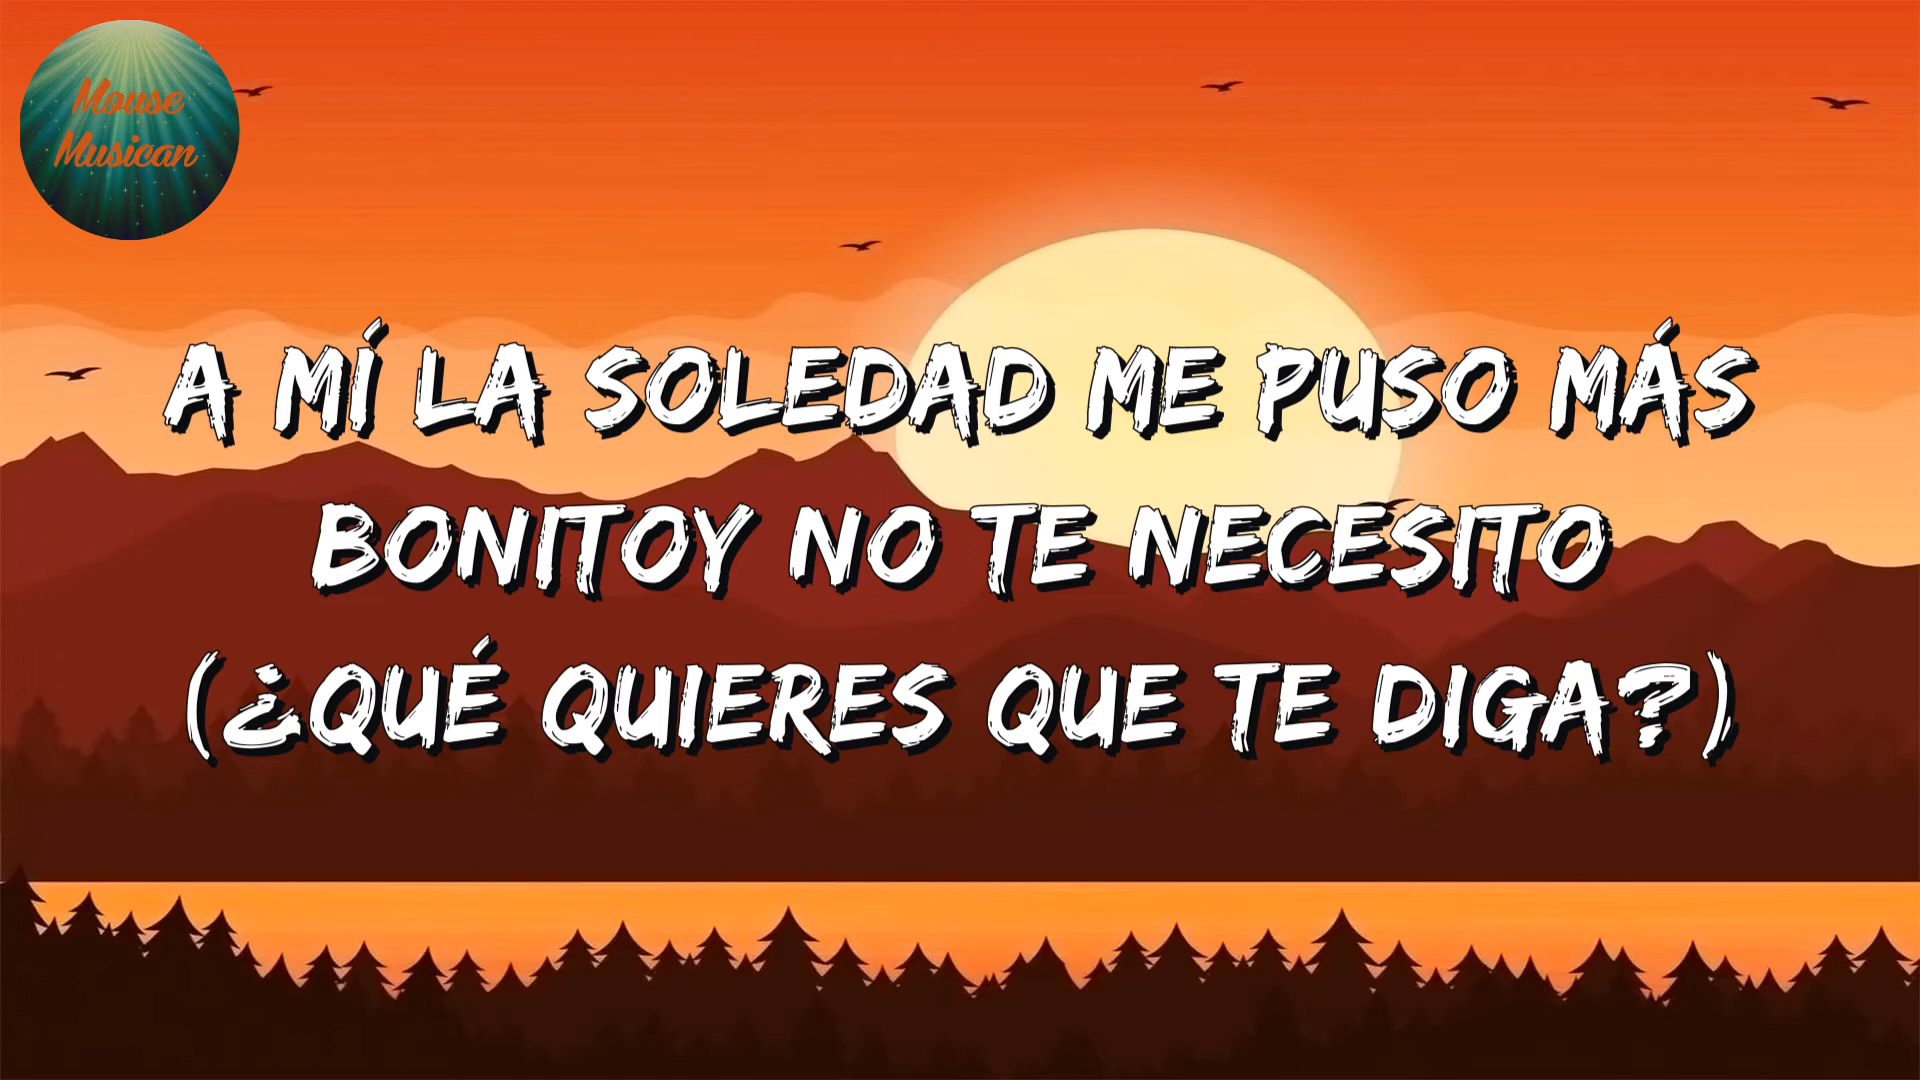 Mouse
Musican
A MÍ LA SOLEDAD ME PUSO MÁS
BONITOY NO TE NECESITO
(¿QUÉ QUIERES QUE TE DIGA?)